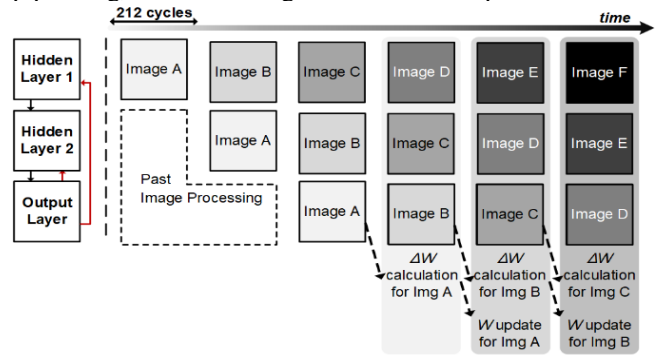 212 cycles
time
Hidden
Layer 1
Image A
Image B
Image C
Image D
Image E
Image F
Hidden
Layer 2
Past
Image Processing
Image A
Image B
Image C
Image D
Image E
Output
Layer
Image A
Image B
Image C
Image D
ΔW
calculation
for Img A
ΔW
calculation
for Img B
W update
for Img A
ΔW
calculation
for Img C
W update
for Img B